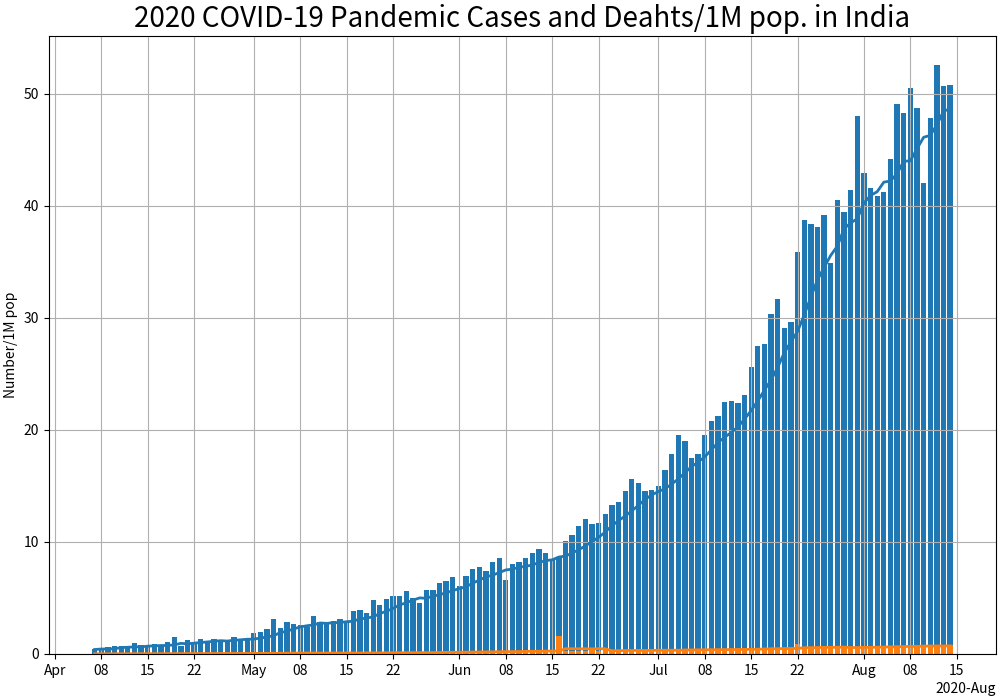 2020 COVID-19 Pandemic Cases and Deahts/1M pop. in India
50
40
30
20
10
0
Number/1M pop
Apr 08 15 22 May 08 15 22 Jun 08 15 22 Jul 08 15 22 Aug 08 15
2020-Aug